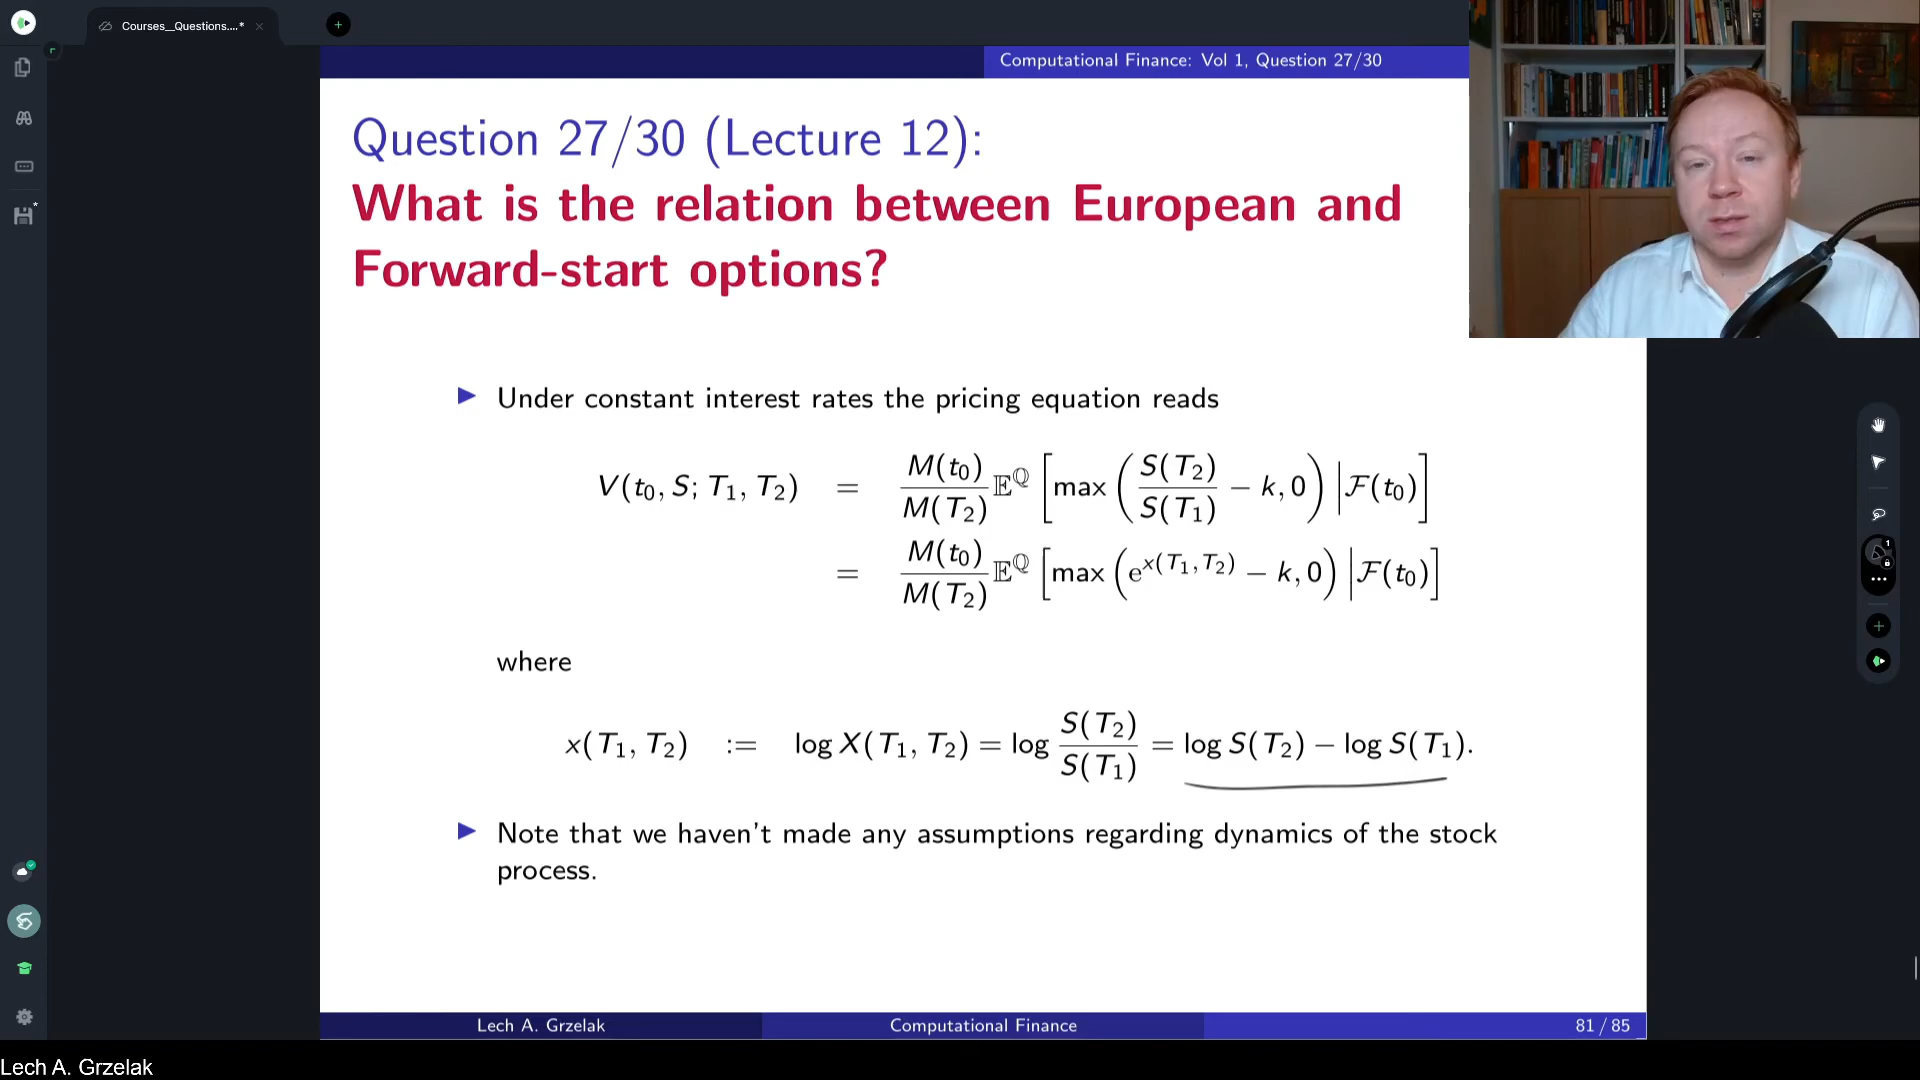 Courses__Questions....*
Computational Finance: Vol 1, Question 27/30
Question 27/30 (Lecture 12):
What is the relation between European and
Forward-start options?
▶ Under constant interest rates the pricing equation reads
V(t₀, S; T₁, T₂) = M(t₀)/M(T₂) 𝔼^ℚ [max (S(T₂)/S(T₁) − k, 0) | ℱ(t₀)]
= M(t₀)/M(T₂) 𝔼^ℚ [max (e^{x(T₁,T₂)} − k, 0) | ℱ(t₀)]
where
x(T₁, T₂) := log X(T₁, T₂) = log S(T₂)/S(T₁) = log S(T₂) − log S(T₁).
▶ Note that we haven't made any assumptions regarding dynamics of the stock
process.
Lech A. Grzelak
Computational Finance
81 / 85
Lech A. Grzelak